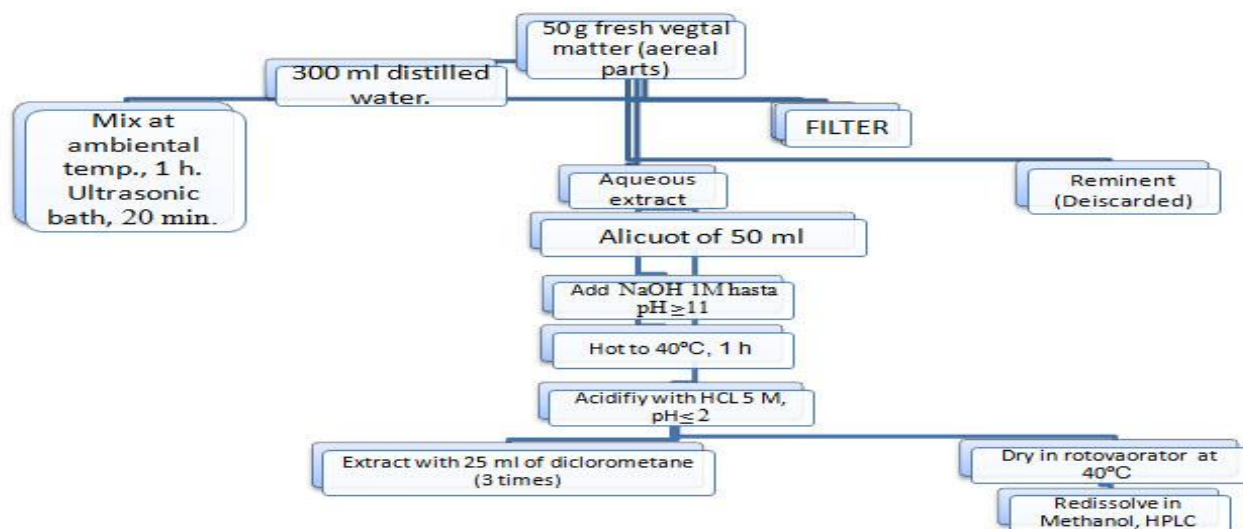 50 g fresh vegtal
matter (aereal
parts)
300 ml distilled
water.
Mix at
ambiental
temp., 1 h.
Ultrasonic
bath, 20 min.
FILTER
Aqueous
extract
Reminent
(Deiscarded)
Alicuot of 50 ml
Add NaOH 1M hasta
pH≥11
Hot to 40ºC, 1 h
Acidifiy with HCL 5 M,
pH≤2
Extract with 25 ml of diclorometane
(3 times)
Dry in rotovaorator at
40ºC
Redissolve in
Methanol, HPLC